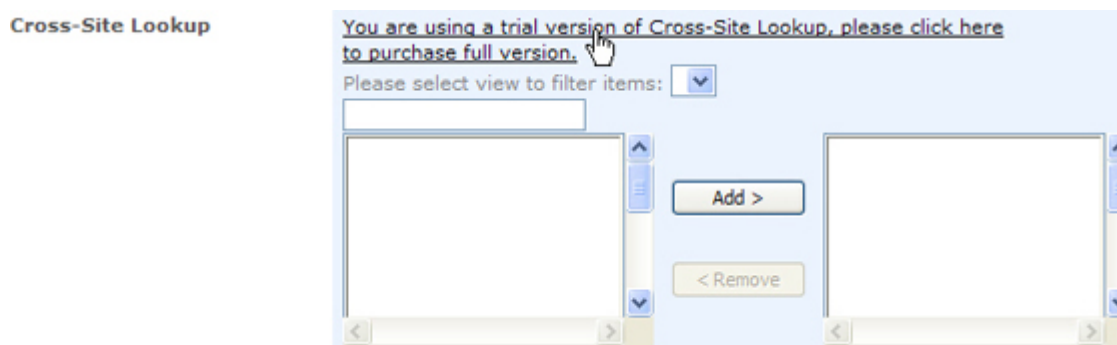 Cross-Site Lookup
You are using a trial version of Cross-Site Lookup, please click here
to purchase full version.
Please select view to filter items:
Add >
< Remove